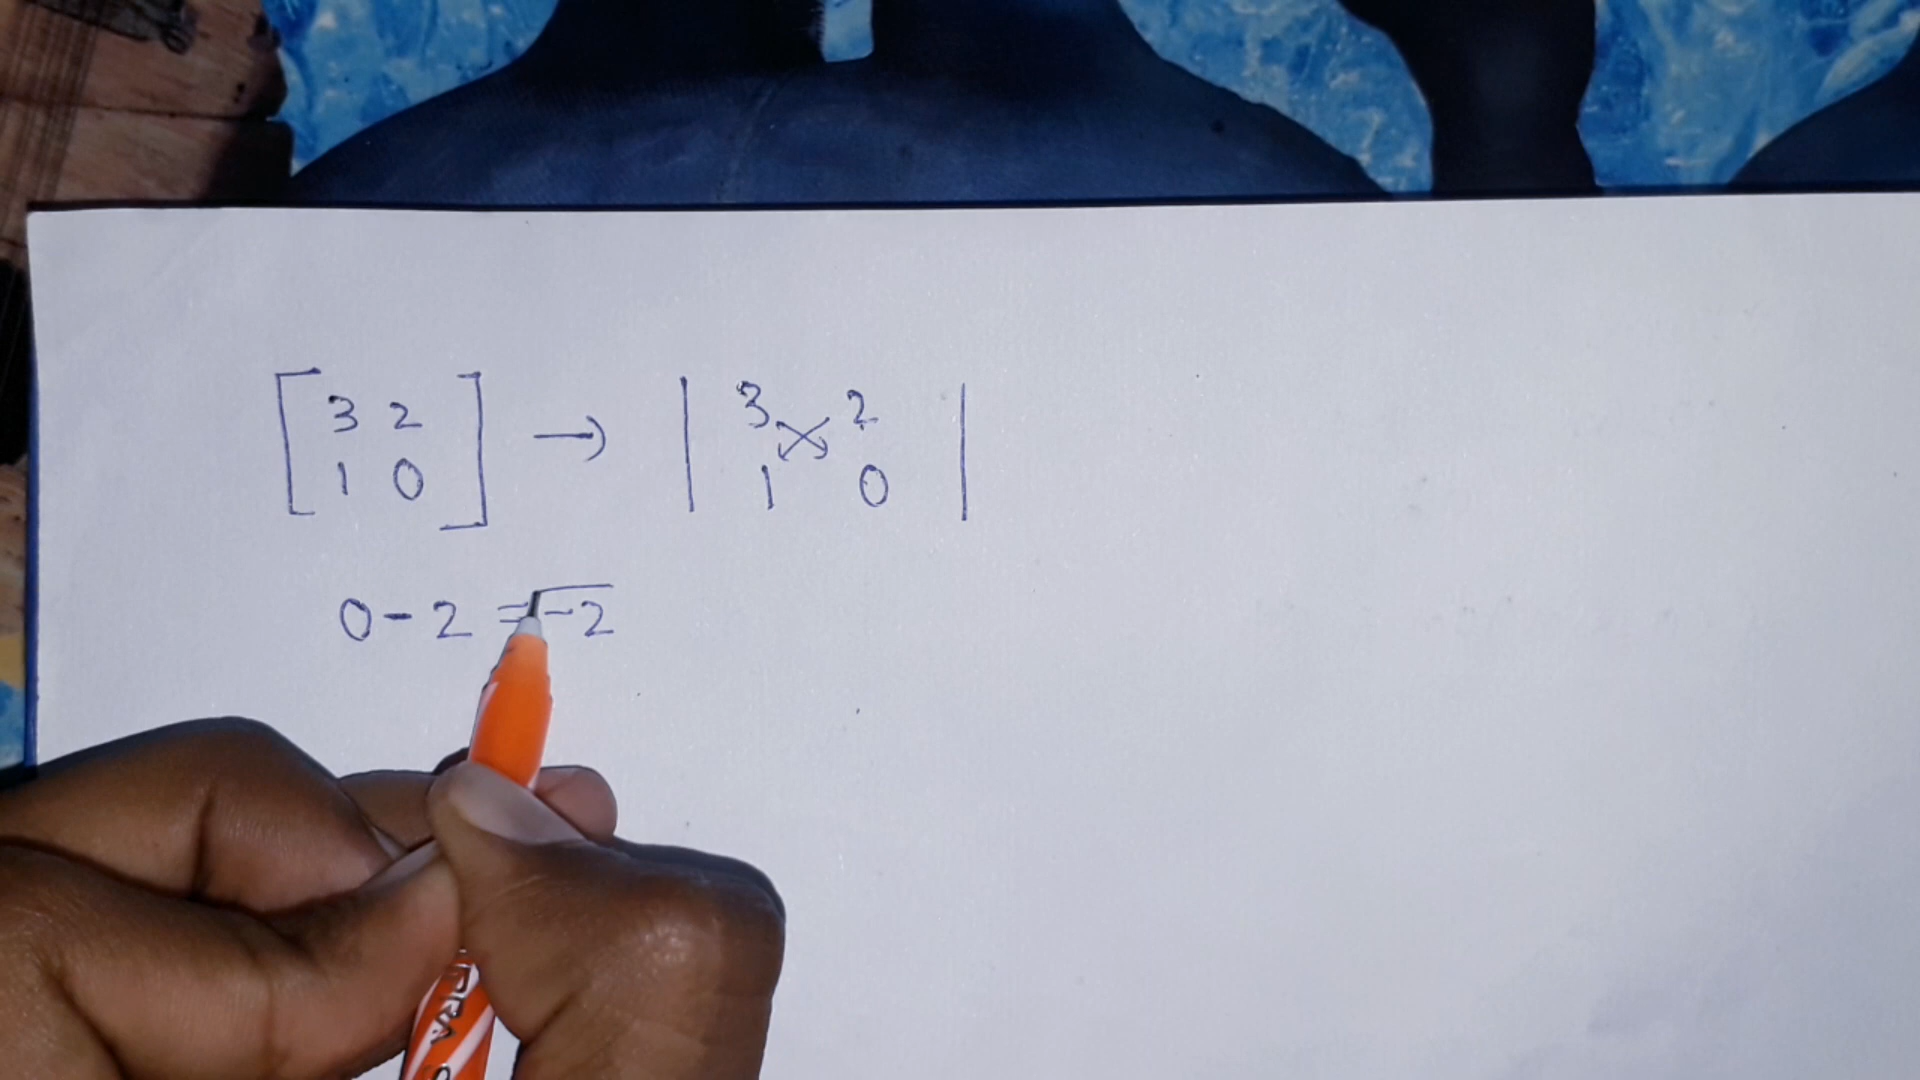 [3 2
1 0] → |3 2
1 0|
0 - 2 = -2